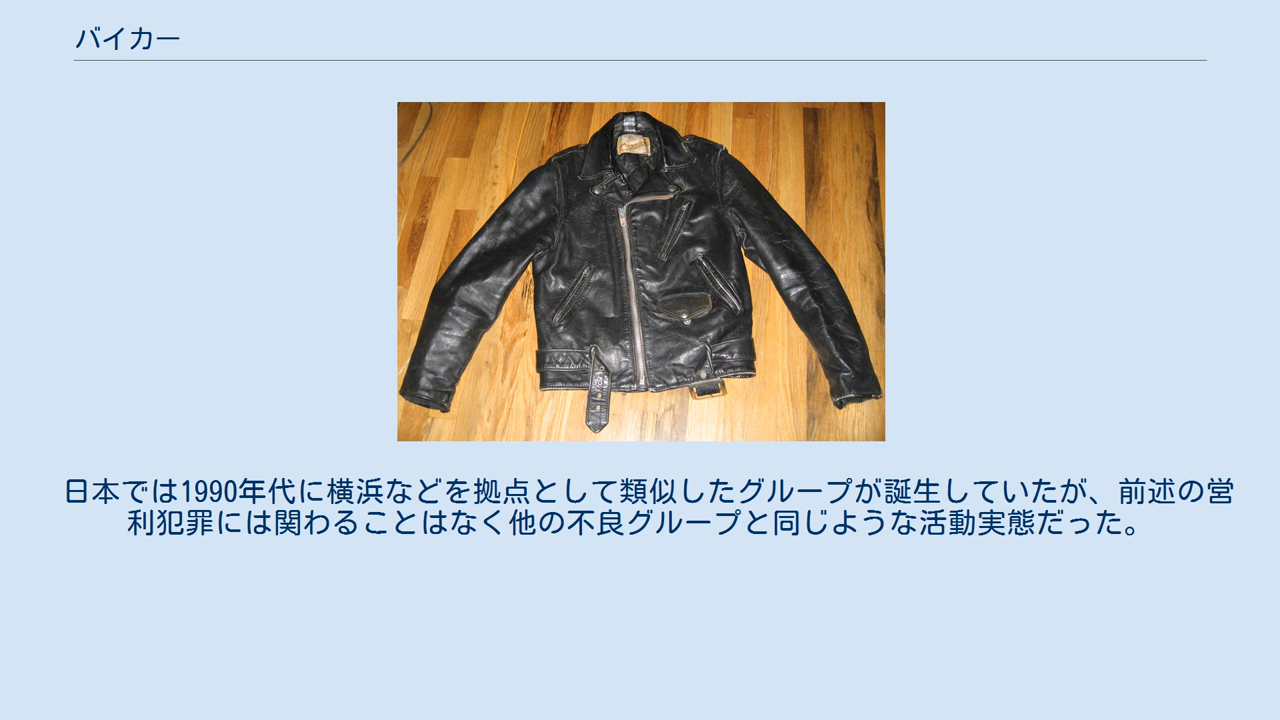 バイカー
日本では1990年代に横浜などを拠点として類似したグループが誕生していたが、前述の営
利犯罪には関わることはなく他の不良グループと同じような活動実態だった。